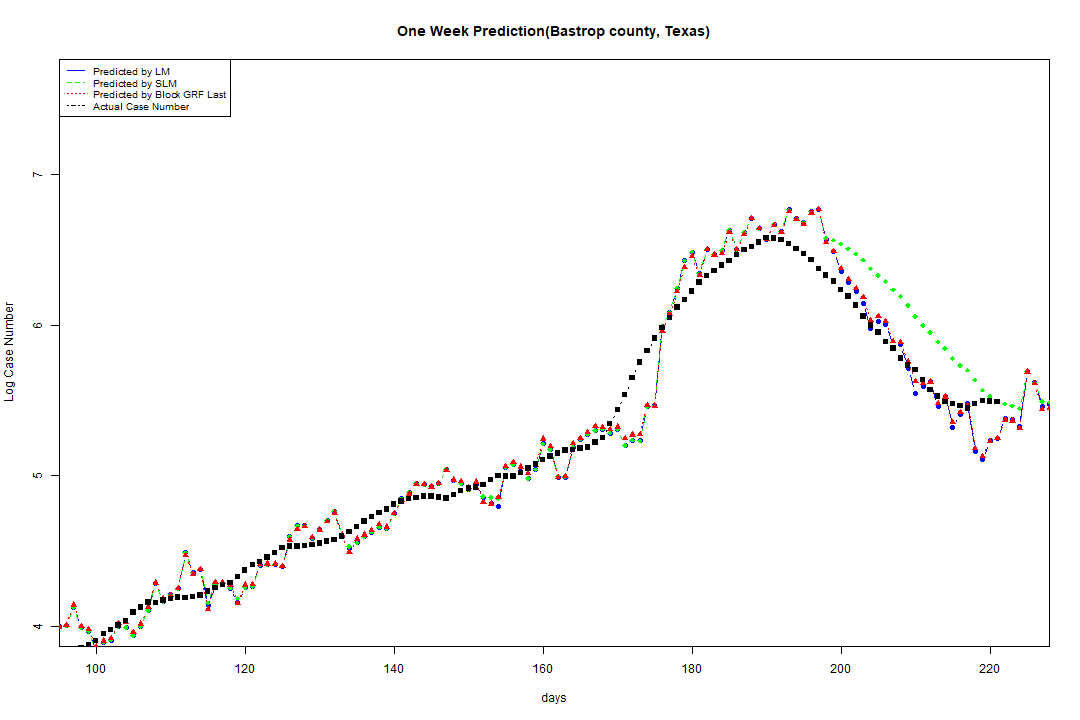 One Week Prediction(Bastrop county, Texas)
Predicted by LM
Predicted by SLM
Predicted by Block GRF Last
Actual Case Number
7
6
5
4
Log Case Number
100 120 140 160 180 200 220
days